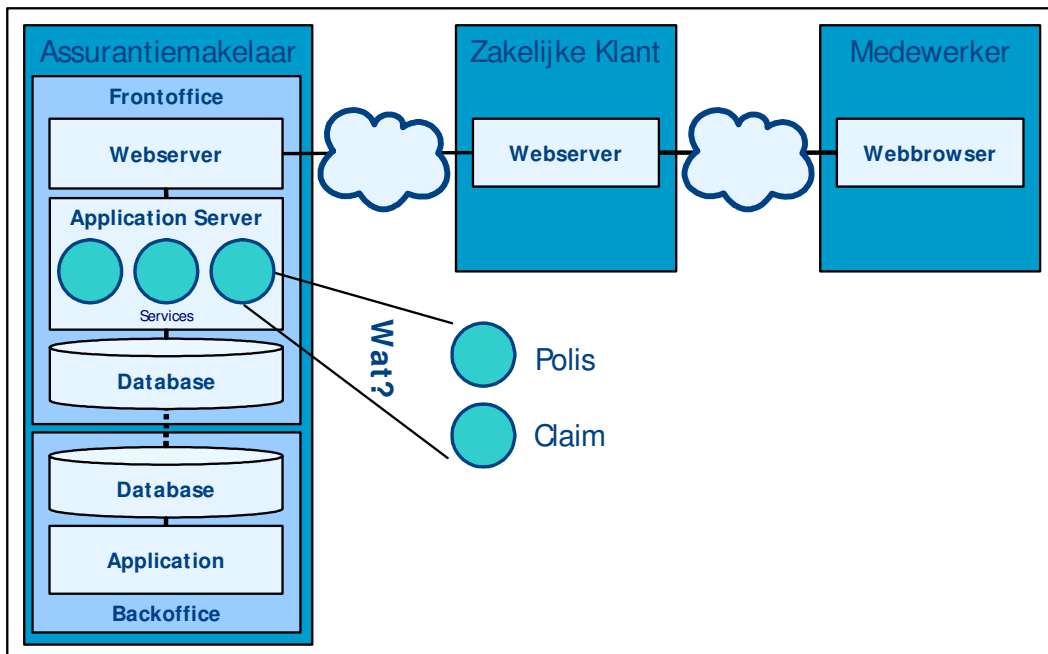 Assurantiemakelaar
Zakelijke Klant
Medewerker
Frontoffice
Webserver
Webserver
Webbrowser
Application Server
Services
Wat?
Polis
Database
Claim
Database
Application
Backoffice